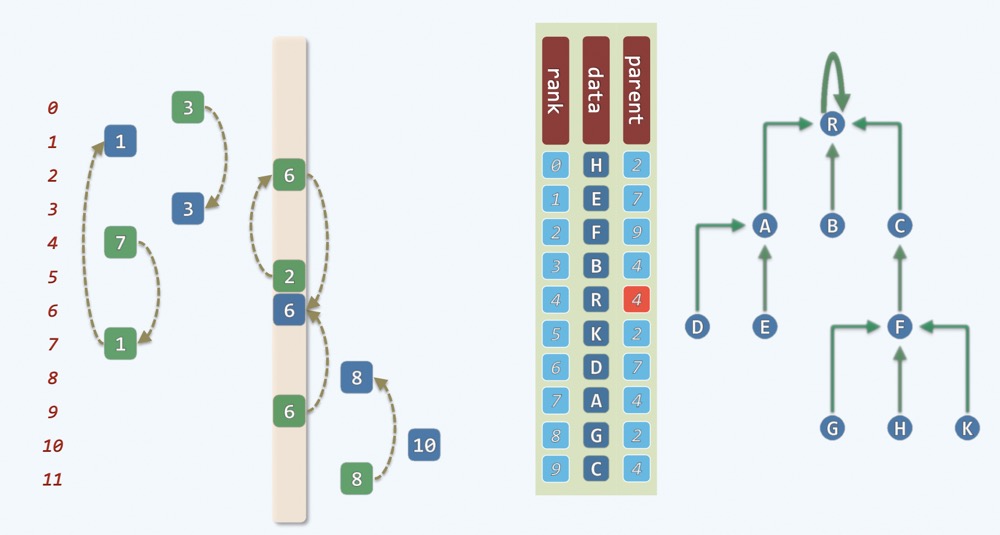 0 3
1 1
2 6
3 3
4 7
5 2
6 6
7 1
8 8
9 6
10 10
11 8
rank data parent
0 H 2
1 E 7
2 F 9
3 B 4
4 R 4
5 K 2
6 D 7
7 A 4
8 G 2
9 C 4
R
A B C
D E F
G H K